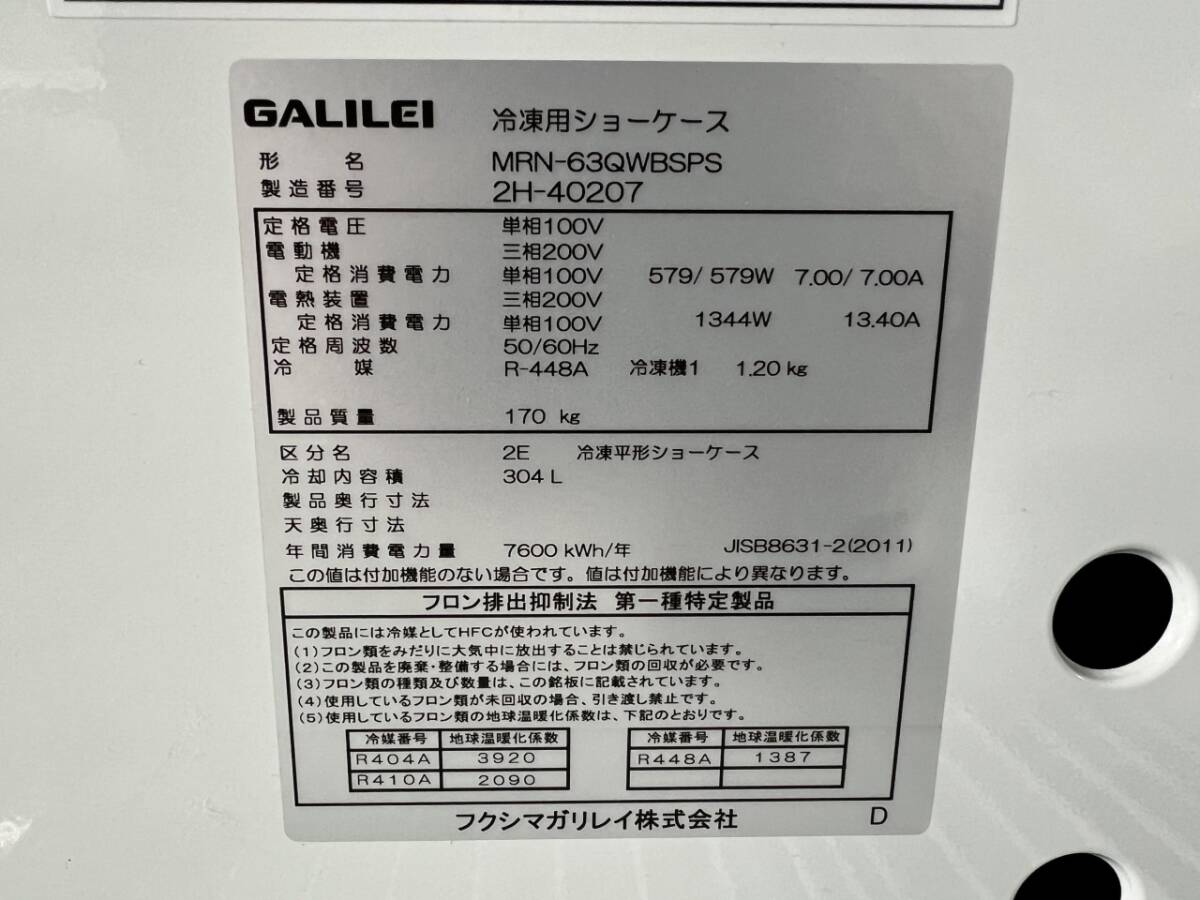 GALILEI 冷凍用ショーケース
形名 MRN-63QWBSPS
製造番号 2H-40207
定格電圧 単相100V
電動機 三相200V
定格消費電力 単相100V 579/579W 7.00/7.00A
電熱装置 三相200V
定格消費電力 単相100V 1344W 13.40A
定格周波数 50/60Hz
冷媒 R-448A 冷凍機1 1.20 kg
製品質量 170 kg
区分名 2E 冷凍平形ショーケース
冷却内容積 304 L
製品奥行寸法
天奥行寸法
年間消費電力量 7600 kWh/年 JISB8631-2(2011)
この値は付加機能のない場合です。値は付加機能により異なります。
フロン排出抑制法 第一種特定製品
この製品には冷媒としてHFCが使われています。
(1)フロン類をみだりに大気中に放出することは禁じられています。
(2)この製品を廃棄・整備する場合には、フロン類の回収が必要です。
(3)フロン類の種類及び数量は、この銘板に記載されています。
(4)使用しているフロン類が未回収の場合、引き渡し禁止です。
(5)使用しているフロン類の地球温暖化係数は、下記のとおりです。
冷媒番号 地球温暖化係数 冷媒番号 地球温暖化係数
R404A 3920 R448A 1387
R410A 2090
フクシマガリレイ株式会社 D